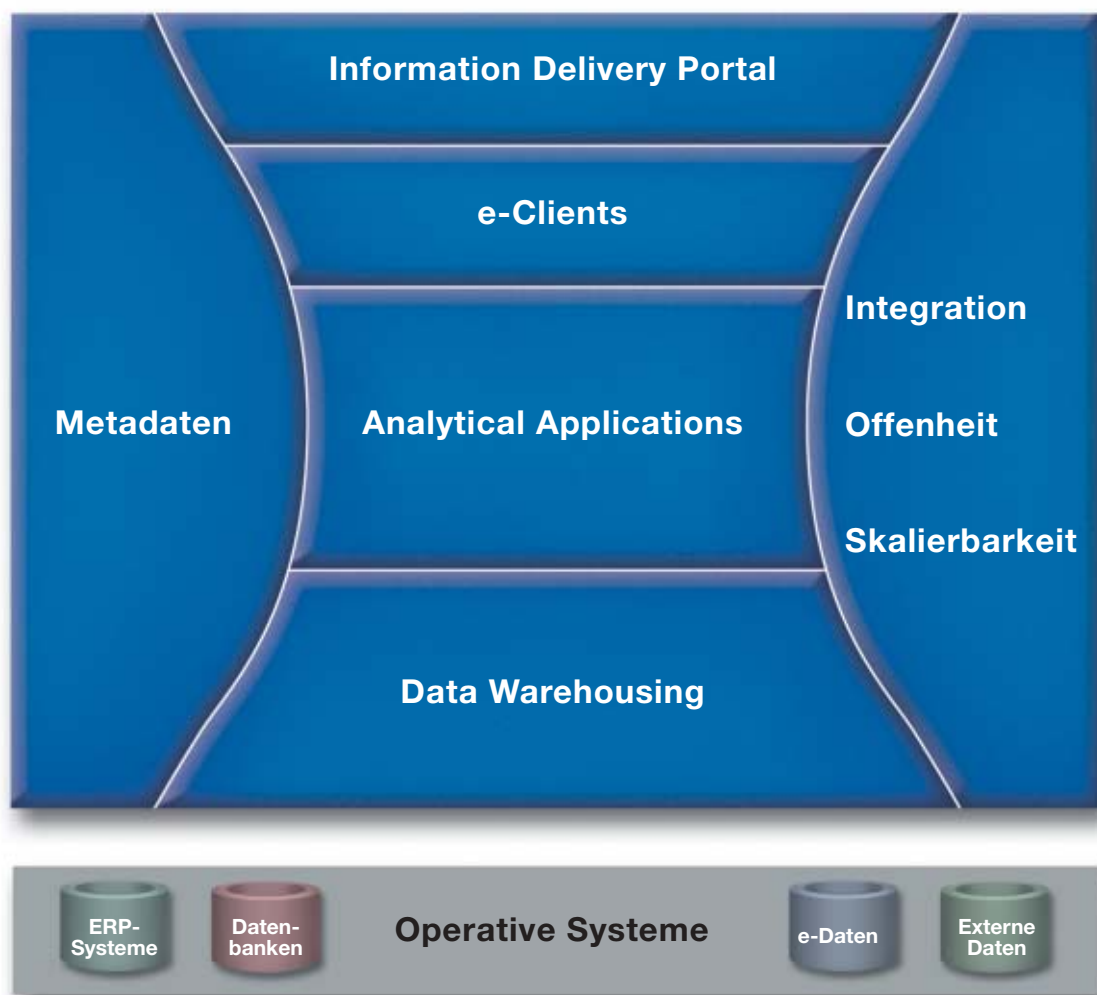 Information Delivery Portal
e-Clients
Integration
Metadaten
Analytical Applications
Offenheit
Skalierbarkeit
Data Warehousing
ERP-
Systeme
Daten-
banken
Operative Systeme
e-Daten
Externe
Daten